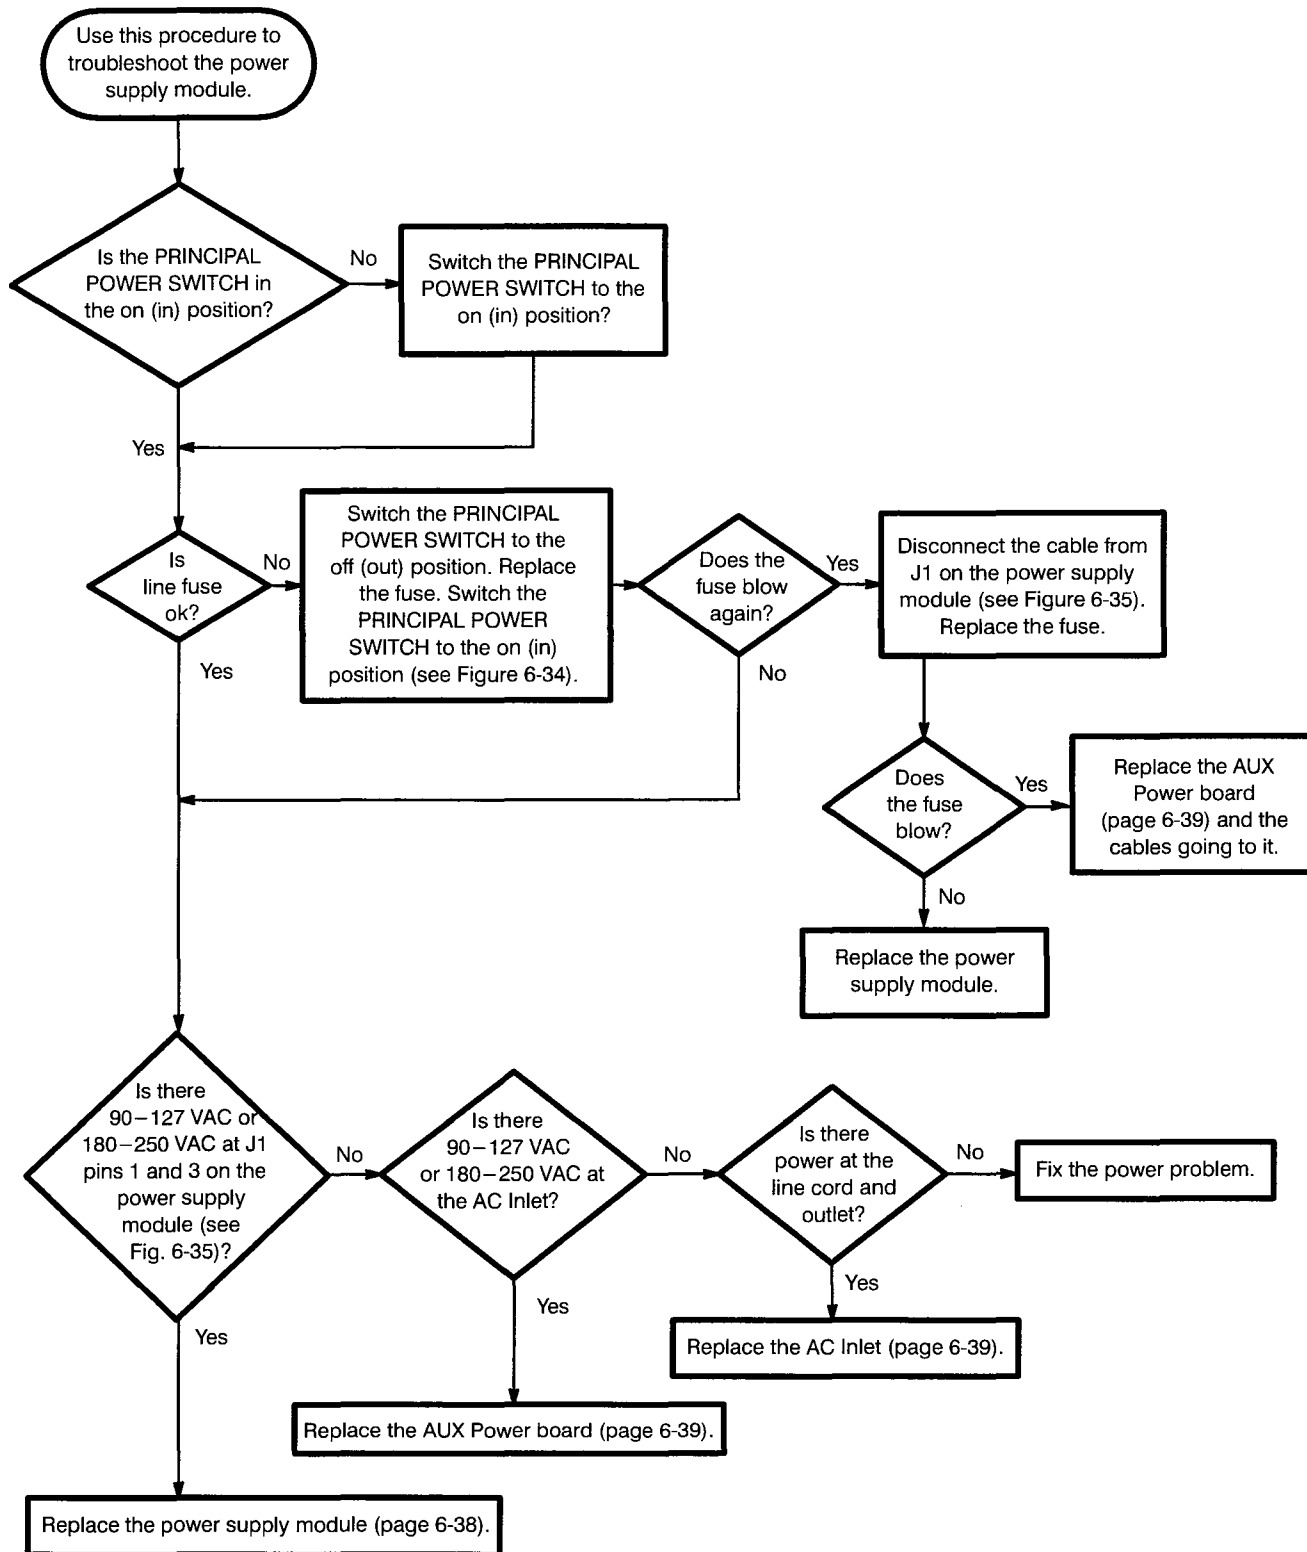 Use this procedure to
troubleshoot the power
supply module.
Is the PRINCIPAL
POWER SWITCH in
the on (in) position?
No
Switch the PRINCIPAL
POWER SWITCH to the
on (in) position?
Yes
Is
line fuse
ok?
No
Switch the PRINCIPAL
POWER SWITCH to the
off (out) position. Replace
the fuse. Switch the
PRINCIPAL POWER
SWITCH to the on (in)
position (see Figure 6-34).
Does the
fuse blow
again?
Yes
Disconnect the cable from
J1 on the power supply
module (see Figure 6-35).
Replace the fuse.
Yes
No
Does
the fuse
blow?
Yes
Replace the AUX
Power board
(page 6-39) and the
cables going to it.
No
Replace the power
supply module.
Is there
90–127 VAC or
180–250 VAC at J1
pins 1 and 3 on the
power supply
module (see
Fig. 6-35)?
No
Is there
90–127 VAC
or 180–250 VAC at
the AC Inlet?
No
Is there
power at the
line cord and
outlet?
No
Fix the power problem.
Yes
Replace the AC Inlet (page 6-39).
Yes
Replace the AUX Power board (page 6-39).
Yes
Replace the power supply module (page 6-38).